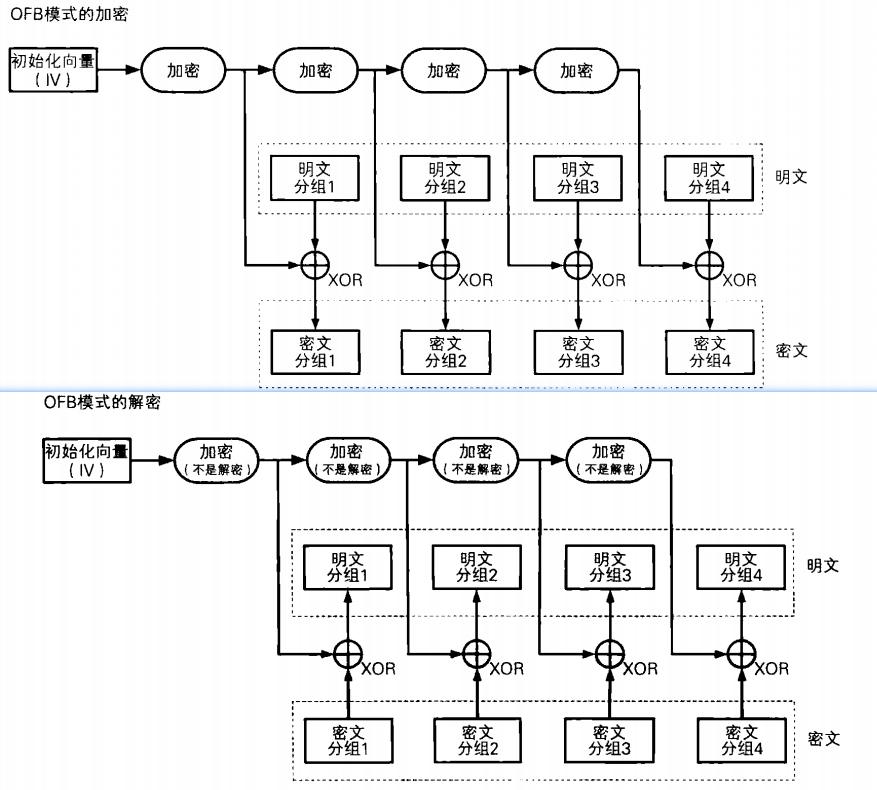 OFB模式的加密
初始化向量
(IV)
加密
加密
加密
加密
明文
分组1
明文
分组2
明文
分组3
明文
分组4
明文
XOR
XOR
XOR
XOR
密文
分组1
密文
分组2
密文
分组3
密文
分组4
密文
OFB模式的解密
初始化向量
(IV)
加密
(不是解密)
加密
(不是解密)
加密
(不是解密)
加密
(不是解密)
明文
分组1
明文
分组2
明文
分组3
明文
分组4
明文
XOR
XOR
XOR
XOR
密文
分组1
密文
分组2
密文
分组3
密文
分组4
密文